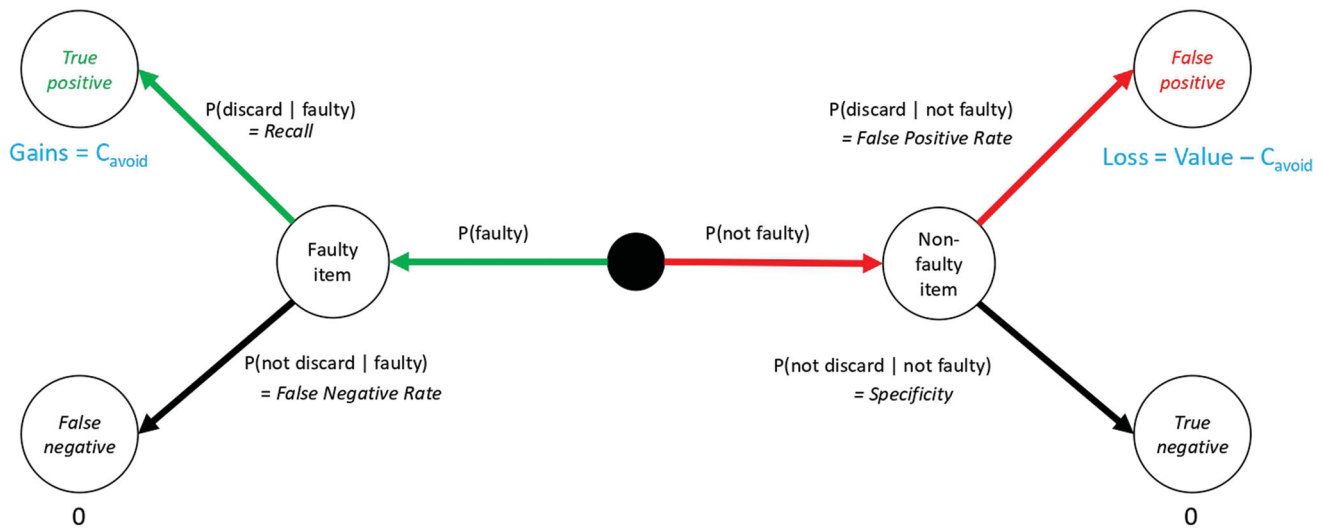 True
positive
Gains = Cavoid
P(discard | faulty)
= Recall
Faulty
item
P(faulty)
P(not discard | faulty)
= False Negative Rate
False
negative
0
P(not faulty)
Non-
faulty
item
P(discard | not faulty)
= False Positive Rate
False
positive
Loss = Value – Cavoid
P(not discard | not faulty)
= Specificity
True
negative
0